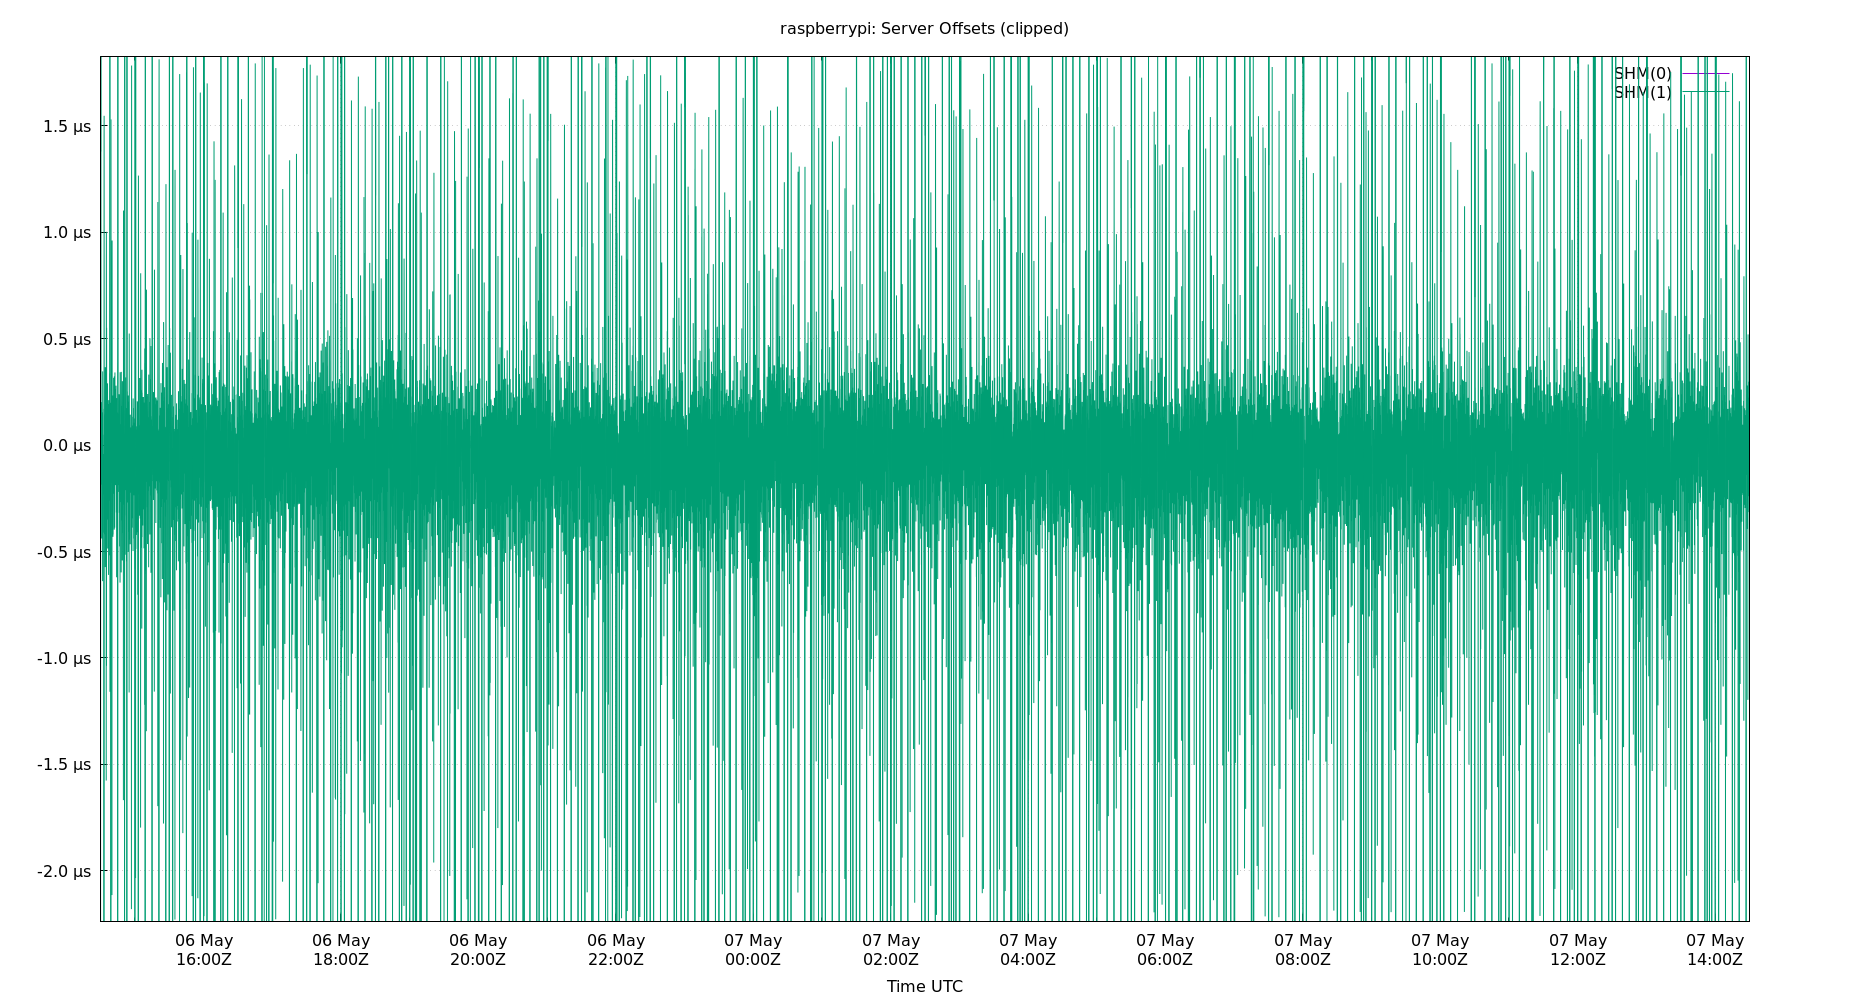 raspberrypi: Server Offsets (clipped)
SHM(0)
SHM(1)
1.5 µs
1.0 µs
0.5 µs
0.0 µs
-0.5 µs
-1.0 µs
-1.5 µs
-2.0 µs
06 May 06 May 06 May 06 May 07 May 07 May 07 May 07 May 07 May 07 May 07 May 07 May
16:00Z 18:00Z 20:00Z 22:00Z 00:00Z 02:00Z 04:00Z 06:00Z 08:00Z 10:00Z 12:00Z 14:00Z
Time UTC